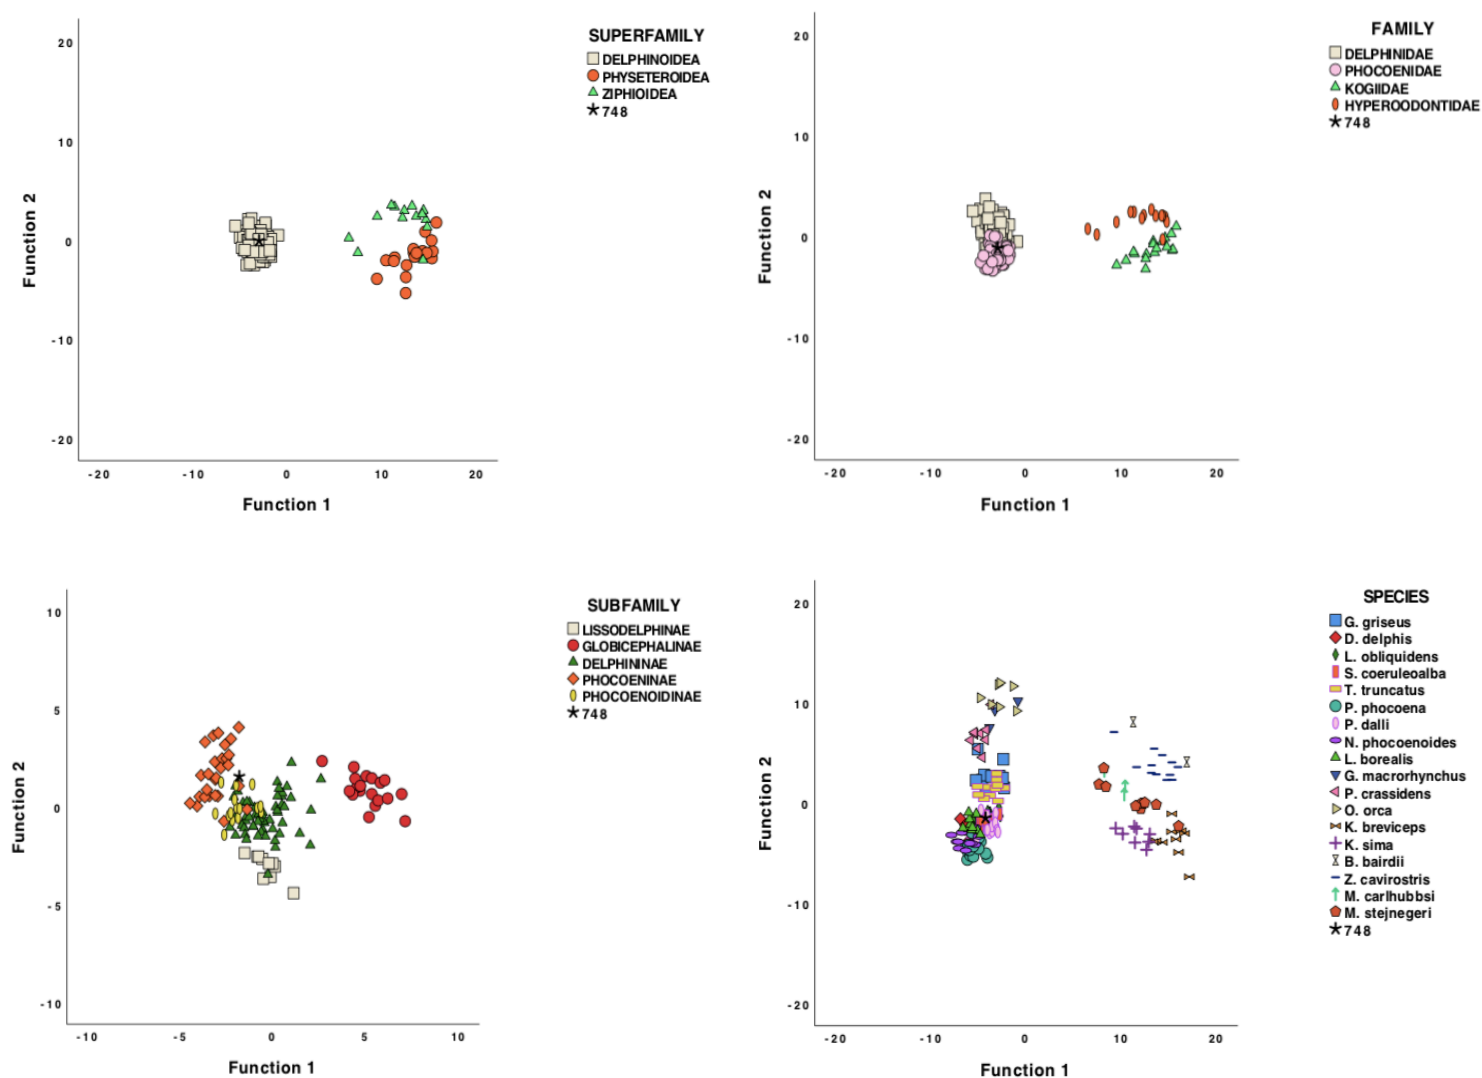 SUPERFAMILY
DELPHINOIDEA
PHYSETEROIDEA
ZIPHIOIDEA
748
20
10
0
-10
-20
Function 2
-20 -10 0 10 20
Function 1
FAMILY
DELPHINIDAE
PHOCOENIDAE
KOGIIDAE
HYPEROODONTIDAE
748
20
10
0
-10
-20
Function 2
-20 -10 0 10 20
Function 1
SUBFAMILY
LISSODELPHINAE
GLOBICEPHALINAE
DELPHININAE
PHOCOENINAE
PHOCOENOIDINAE
748
10
5
0
-5
-10
Function 2
-10 -5 0 5 10
Function 1
SPECIES
G. griseus
D. delphis
L. obliquidens
S. coeruleoalba
T. truncatus
P. phocoena
P. dalli
N. phocoenoides
L. borealis
G. macrorhynchus
P. crassidens
O. orca
K. breviceps
K. sima
B. bairdii
Z. cavirostris
M. carlhubbsi
M. stejnegeri
748
20
10
0
-10
-20
Function 2
-20 -10 0 10 20
Function 1